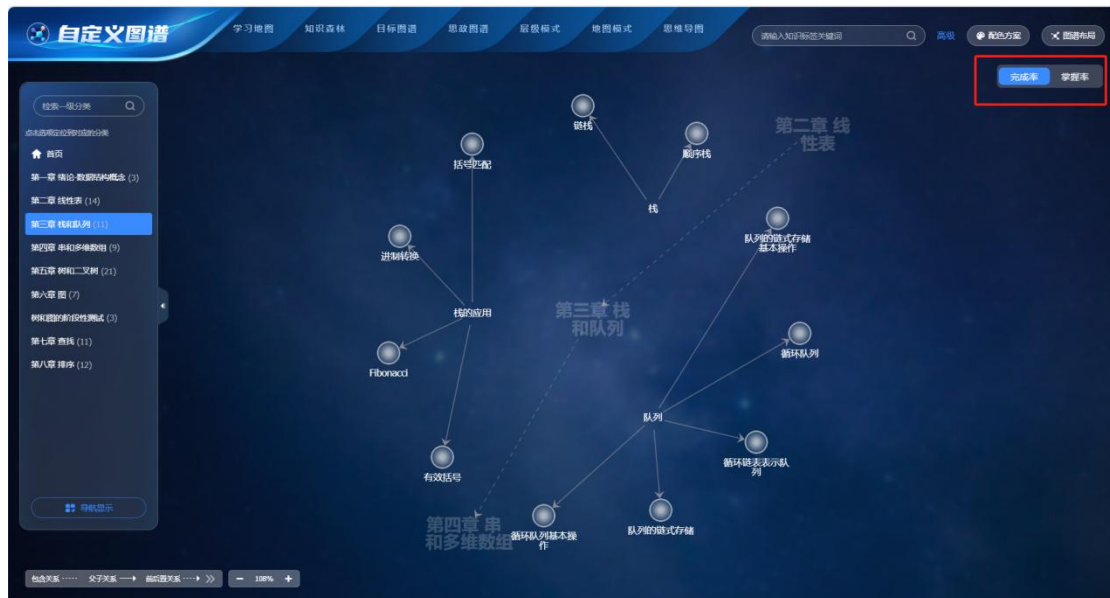 自定义图谱
学习地图
知识森林
目标图谱
思政图谱
层级模式
地图模式
思维导图
请输入知识标签关键词
高级
配色方案
图谱布局
完成率
掌握率
检索一级分类
点击选项定位到对应的分类
首页
第一章 绪论-数据结构概念 (3)
第二章 线性表 (14)
第三章 栈和队列 (11)
第四章 串和多维数组 (9)
第五章 树和二叉树 (21)
第六章 图 (7)
树和图的阶段性测试 (3)
第七章 查找 (11)
第八章 排序 (12)
导航显示
链栈
顺序栈
第二章 线
性表
括号匹配
栈
队列的链式存储
基本操作
进制转换
栈的应用
第三章 栈
和队列
循环队列
Fibonacci
队列
循环链表表示队
列
有效括号
第四章 串
和多维数组
循环队列基本操
作
队列的链式存储
包含关系
父子关系
前后置关系
108%